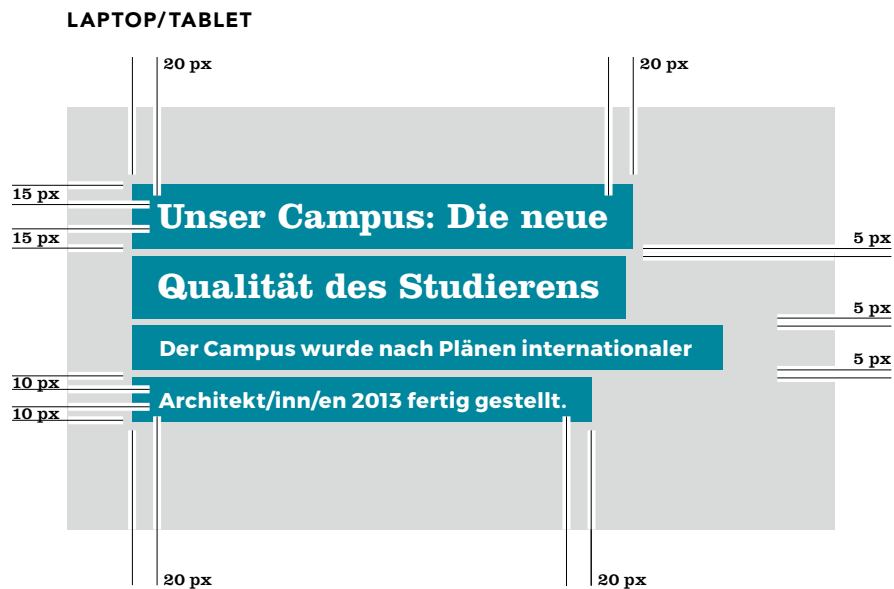 LAPTOP/TABLET
20 px
20 px
15 px
Unser Campus: Die neue
15 px
5 px
Qualität des Studierens
5 px
Der Campus wurde nach Plänen internationaler
5 px
10 px
Architekt/inn/en 2013 fertig gestellt.
10 px
20 px
20 px